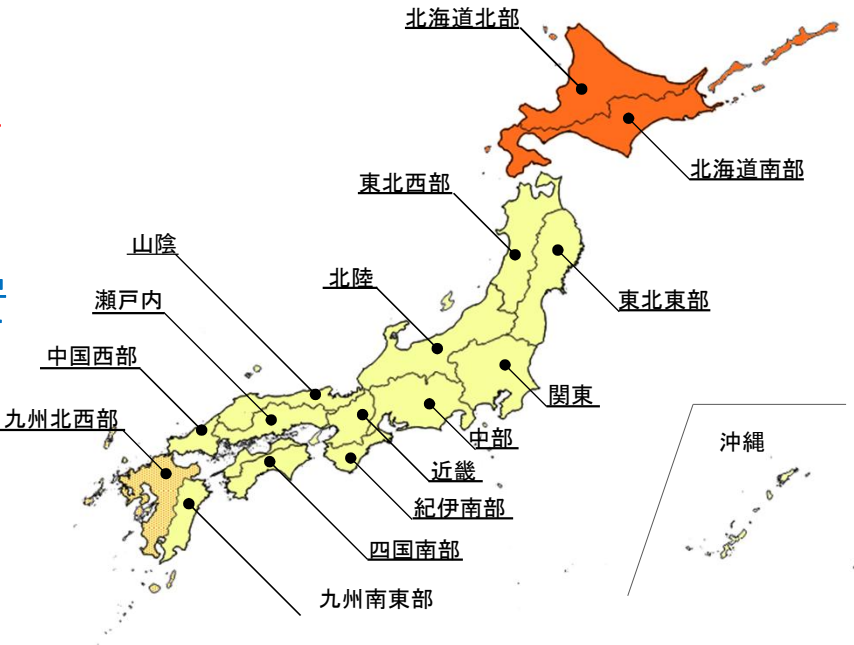 北海道北部
北海道南部
東北西部
山陰
北陸
東北東部
瀬戸内
中国西部
関東
九州北西部
中部
沖縄
近畿
紀伊南部
四国南部
九州南東部